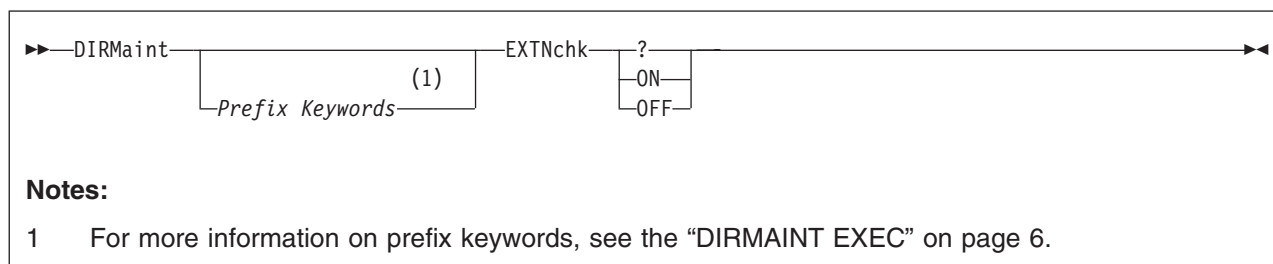 DIRMaint EXTNchk ?
(1) ON
Prefix Keywords OFF
Notes:
1 For more information on prefix keywords, see the “DIRMAINT EXEC” on page 6.